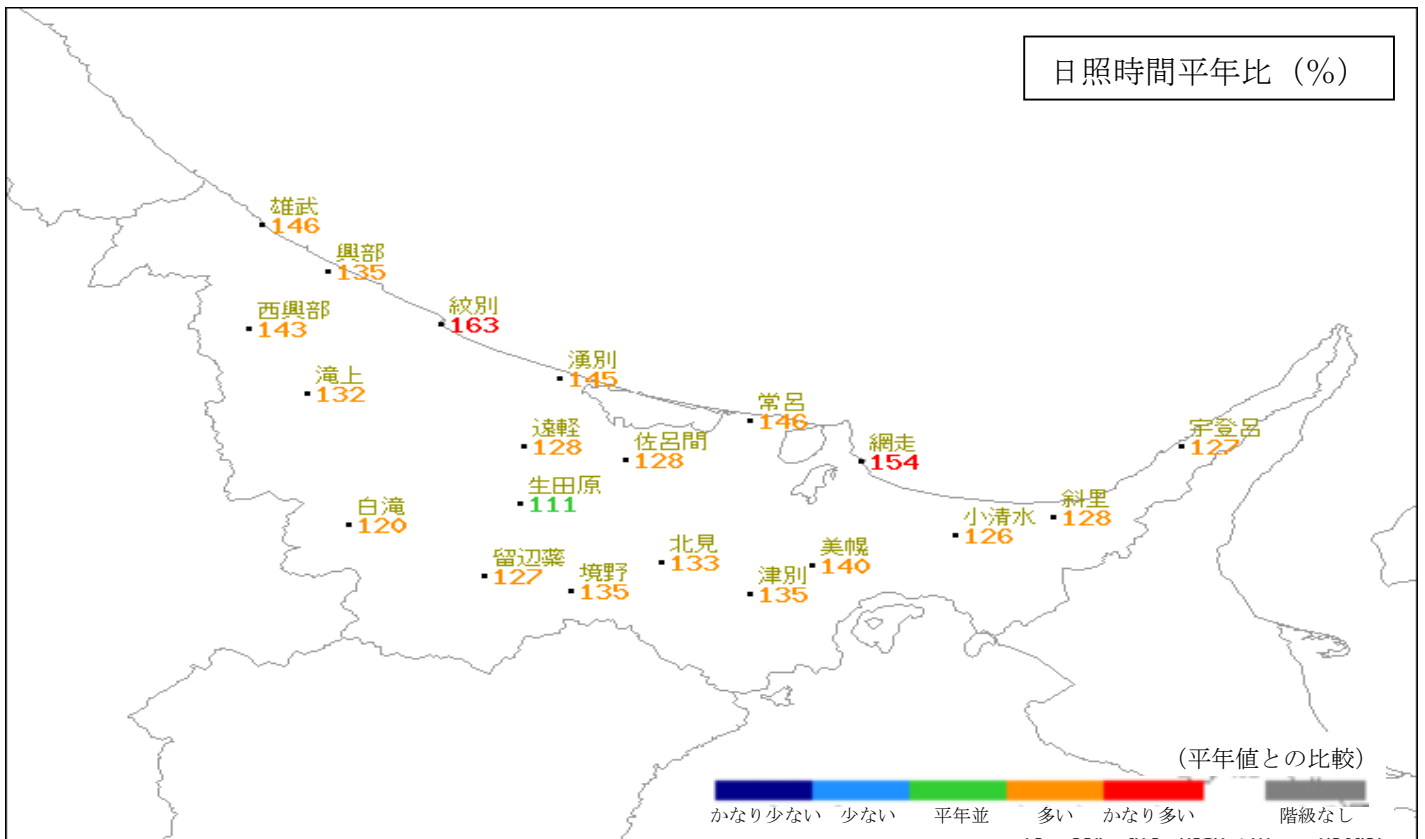 日照時間平年比（％）
雄武
146
興部
135
西興部
143
紋別
163
滝上
132
湧別
145
常呂
146
遠軽
128
佐呂間
128
網走
154
宇登呂
127
生田原
111
白滝
120
斜里
128
小清水
126
北見
133
美幌
140
留辺蘂
127
境野
135
津別
135
（平年値との比較）
かなり少ない 少ない 平年並 多い かなり多い 階級なし